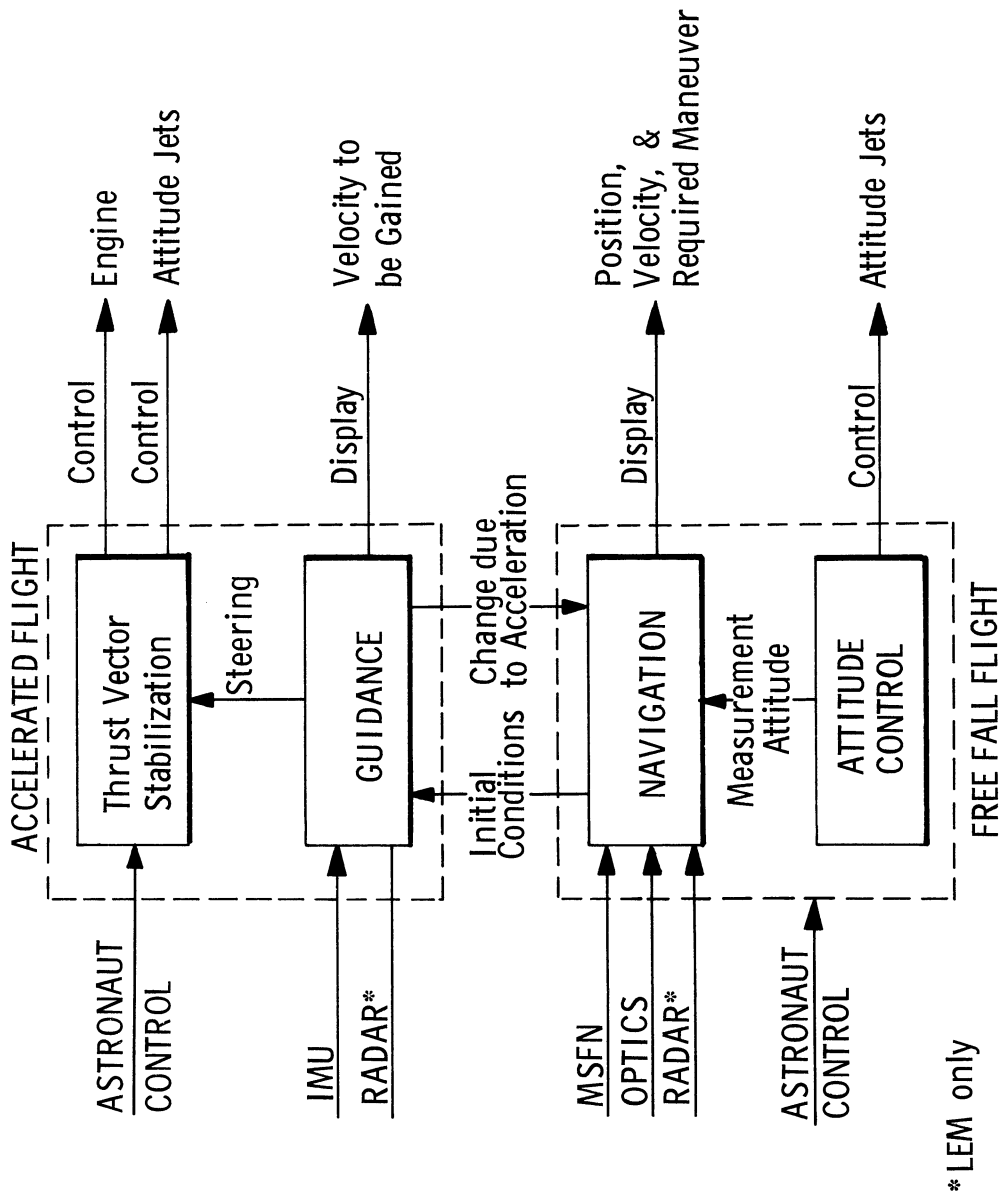 ACCELERATED FLIGHT
ASTRONAUT
CONTROL
Thrust Vector
Stabilization
Control
Engine
Control
Attitude Jets
Steering
IMU
RADAR*
GUIDANCE
Display
Velocity to
be Gained
Initial
Conditions
Change due
to Acceleration
MSFN
OPTICS
RADAR*
NAVIGATION
Display
Position,
Velocity, &
Required Maneuver
Measurement
Attitude
ASTRONAUT
CONTROL
ATTITUDE
CONTROL
Control
Attitude Jets
FREE FALL FLIGHT
*LEM only